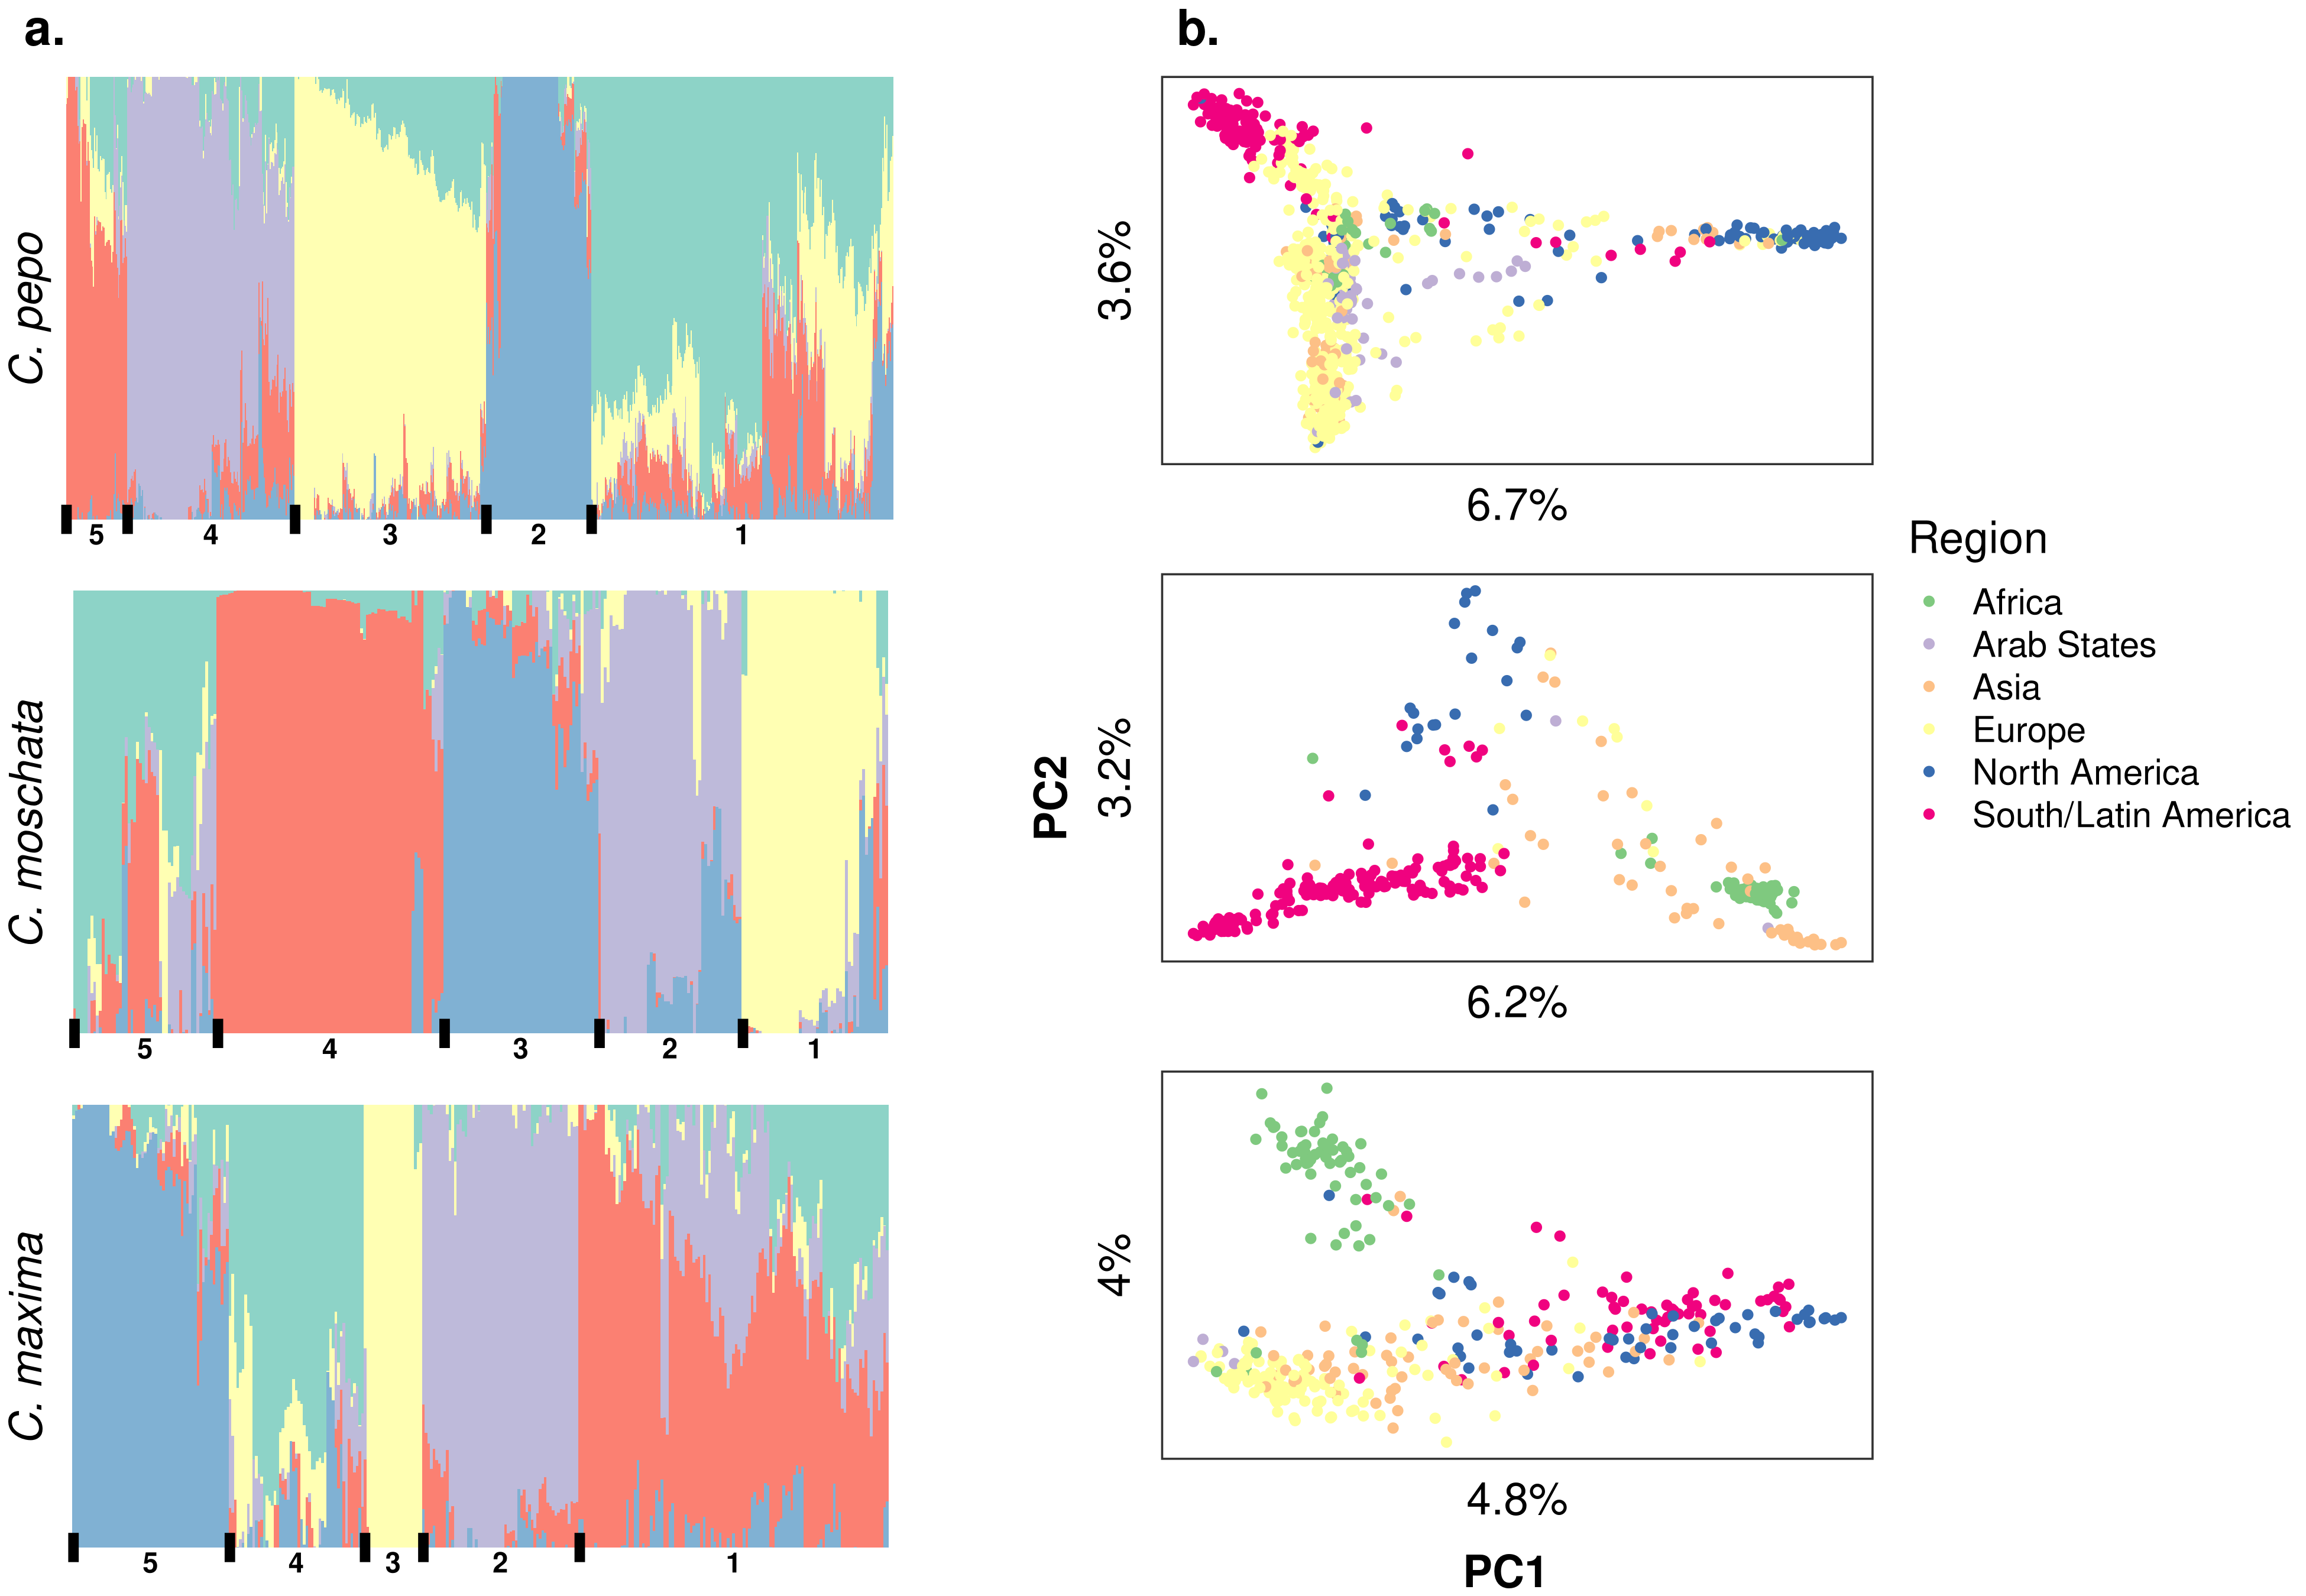 a.
C. pepo
5 4 3 2 1
C. moschata
5 4 3 2 1
C. maxima
5 4 3 2 1
b.
3.6%
6.7%
PC2
3.2%
6.2%
4%
4.8%
PC1
Region
Africa
Arab States
Asia
Europe
North America
South/Latin America